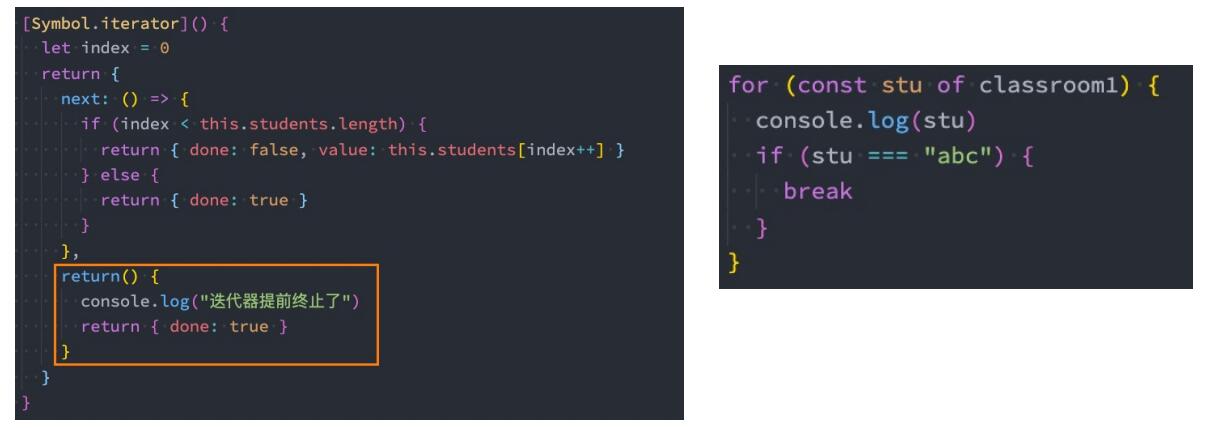 [Symbol.iterator]() {
  let index = 0
  return {
    next: () => {
      if (index < this.students.length) {
        return { done: false, value: this.students[index++] }
      } else {
        return { done: true }
      }
    },
    return() {
      console.log("迭代器提前终止了")
      return { done: true }
    }
  }
}
for (const stu of classroom1) {
  console.log(stu)
  if (stu === "abc") {
    break
  }
}